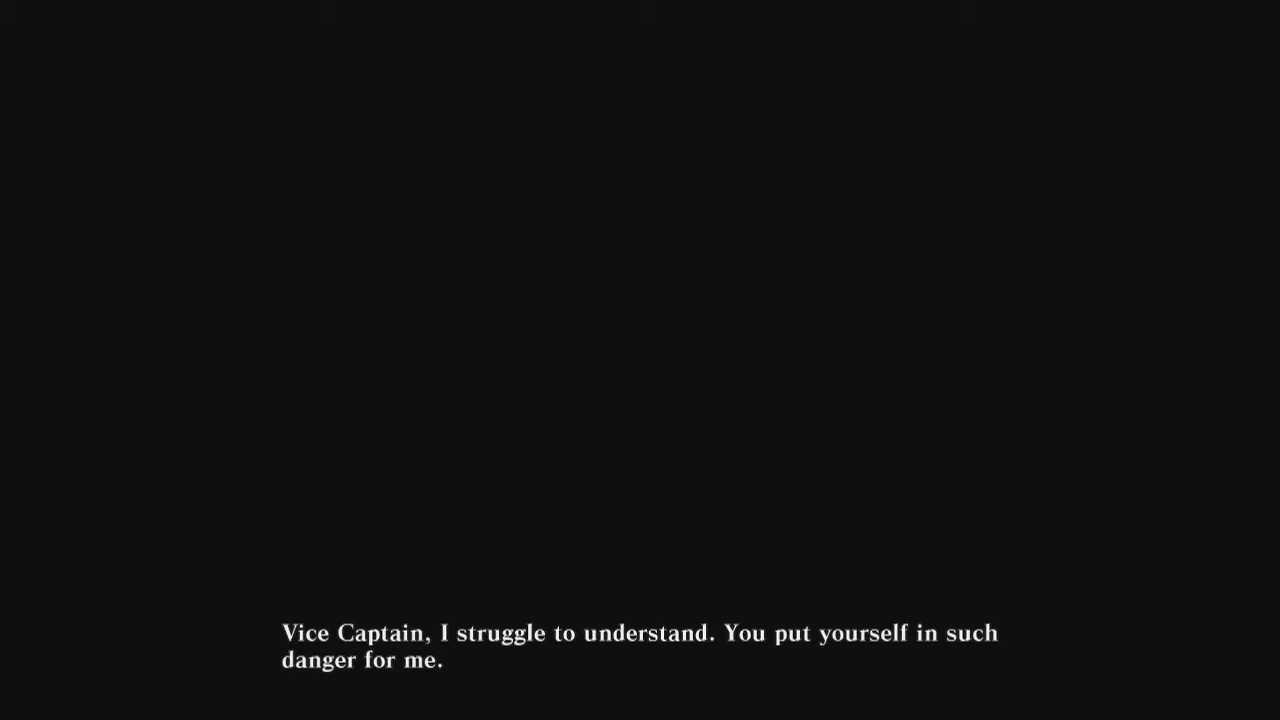 Vice Captain, I struggle to understand. You put yourself in such
danger for me.